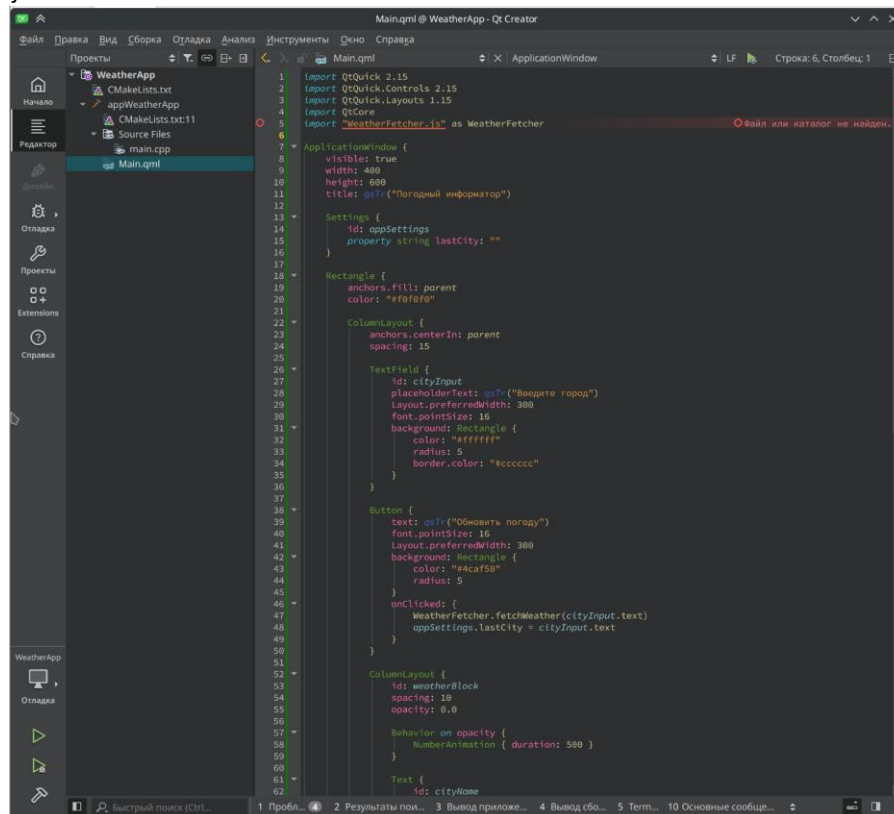 Main.qml @ WeatherApp - Qt Creator
Файл Правка Вид Сборка Отладка Анализ Инструменты Окно Справка
Проекты
Main.qml
ApplicationWindow
LF
Строка: 6, Столбец: 1
Начало
Редактор
Дизайн
Отладка
Проекты
Extensions
Справка
WeatherApp
Отладка
WeatherApp
CMakeLists.txt
appWeatherApp
CMakeLists.txt:11
Source Files
main.cpp
Main.qml
1 import QtQuick 2.15
2 import QtQuick.Controls 2.15
3 import QtQuick.Layouts 1.15
4 import QtCore
5 import "WeatherFetcher.js" as WeatherFetcher Файл или каталог не найден.
6
7 ApplicationWindow {
8 visible: true
9 width: 400
10 height: 600
11 title: qsTr("Погодный информатор")
12
13 Settings {
14 id: appSettings
15 property string lastCity: ""
16 }
17
18 Rectangle {
19 anchors.fill: parent
20 color: "#f0f0f0"
21
22 ColumnLayout {
23 anchors.centerIn: parent
24 spacing: 15
25
26 TextField {
27 id: cityInput
28 placeholderText: qsTr("Введите город")
29 Layout.preferredWidth: 300
30 font.pointSize: 16
31 background: Rectangle {
32 color: "#ffffff"
33 radius: 5
34 border.color: "#cccccc"
35 }
36 }
37
38 Button {
39 text: qsTr("Обновить погоду")
40 font.pointSize: 16
41 Layout.preferredWidth: 300
42 background: Rectangle {
43 color: "#4caf50"
44 radius: 5
45 }
46 onClicked: {
47 WeatherFetcher.fetchWeather(cityInput.text)
48 appSettings.lastCity = cityInput.text
49 }
50 }
51
52 ColumnLayout {
53 id: weatherBlock
54 spacing: 10
55 opacity: 0.0
56
57 Behavior on opacity {
58 NumberAnimation { duration: 500 }
59 }
60
61 Text {
62 id: cityName
Быстрый поиск (Ctrl...
1 Пробл... 4
2 Результаты пои...
3 Вывод приложе...
4 Вывод сбо...
5 Term...
10 Основные сообще...